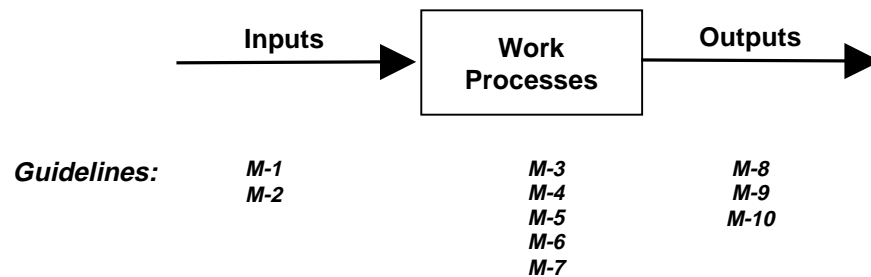 Inputs
Work
Processes
Outputs
Guidelines:
M-1
M-2
M-3
M-4
M-5
M-6
M-7
M-8
M-9
M-10